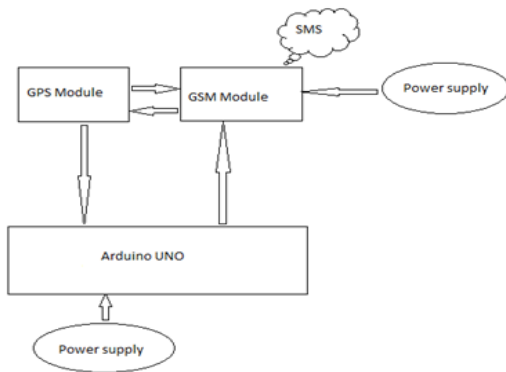 SMS
GPS Module
GSM Module
Power supply
Arduino UNO
Power supply